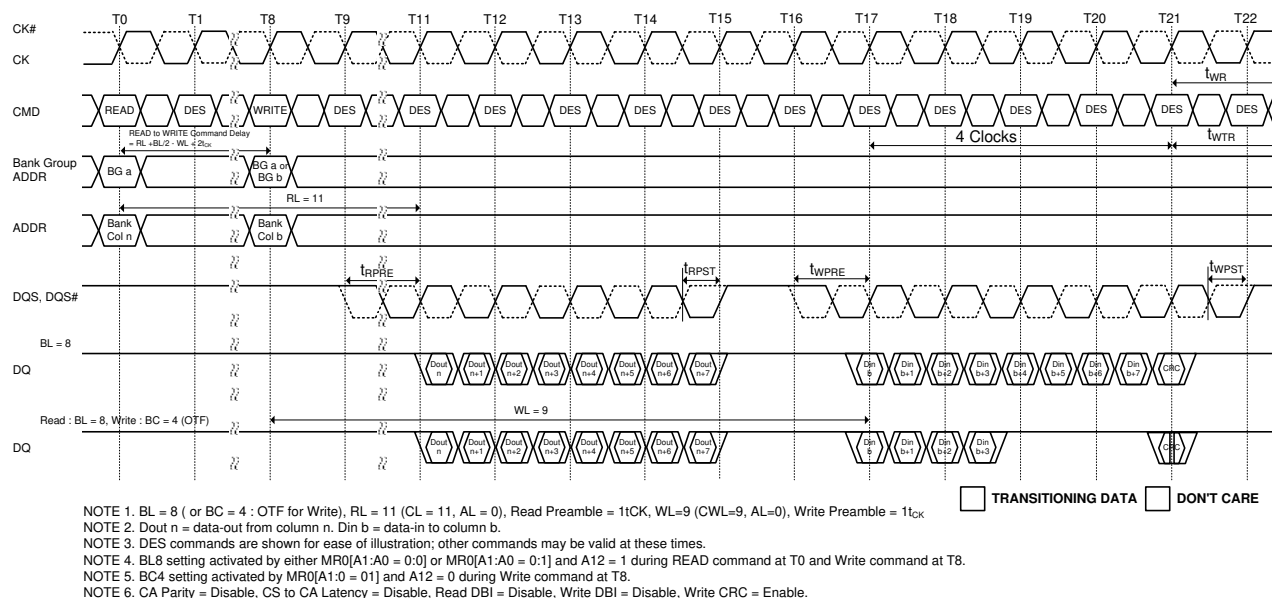 T0 T1 T8 T9 T11 T12 T13 T14 T15 T16 T17 T18 T19 T20 T21 T22
CK#
CK
tWR
CMD
READ DES WRITE DES DES DES DES DES DES DES DES DES DES DES DES DES
READ to WRITE Command Delay
= RL +BL/2 - WL + 2tCK
4 Clocks
tWTR
Bank Group
ADDR
BG a
BG a or
BG b
RL = 11
ADDR
Bank
Col n
Bank
Col b
tRPRE
tRPST
tWPRE
tWPST
DQS, DQS#
BL = 8
DQ
Dout
n
Dout
n+1
Dout
n+2
Dout
n+3
Dout
n+4
Dout
n+5
Dout
n+6
Dout
n+7
Din
b
Din
b+1
Din
b+2
Din
b+3
Din
b+4
Din
b+5
Din
b+6
Din
b+7
CRC
Read : BL = 8, Write : BC = 4 (OTF)
WL = 9
DQ
Dout
n
Dout
n+1
Dout
n+2
Dout
n+3
Dout
n+4
Dout
n+5
Dout
n+6
Dout
n+7
Din
b
Din
b+1
Din
b+2
Din
b+3
CRC
TRANSITIONING DATA
DON'T CARE
NOTE 1. BL = 8 ( or BC = 4 : OTF for Write), RL = 11 (CL = 11, AL = 0), Read Preamble = 1tCK, WL=9 (CWL=9, AL=0), Write Preamble = 1tCK
NOTE 2. Dout n = data-out from column n. Din b = data-in to column b.
NOTE 3. DES commands are shown for ease of illustration; other commands may be valid at these times.
NOTE 4. BL8 setting activated by either MR0[A1:A0 = 0:0] or MR0[A1:A0 = 0:1] and A12 = 1 during READ command at T0 and Write command at T8.
NOTE 5. BC4 setting activated by MR0[A1:0 = 01] and A12 = 0 during Write command at T8.
NOTE 6. CA Parity = Disable, CS to CA Latency = Disable, Read DBI = Disable, Write DBI = Disable, Write CRC = Enable.